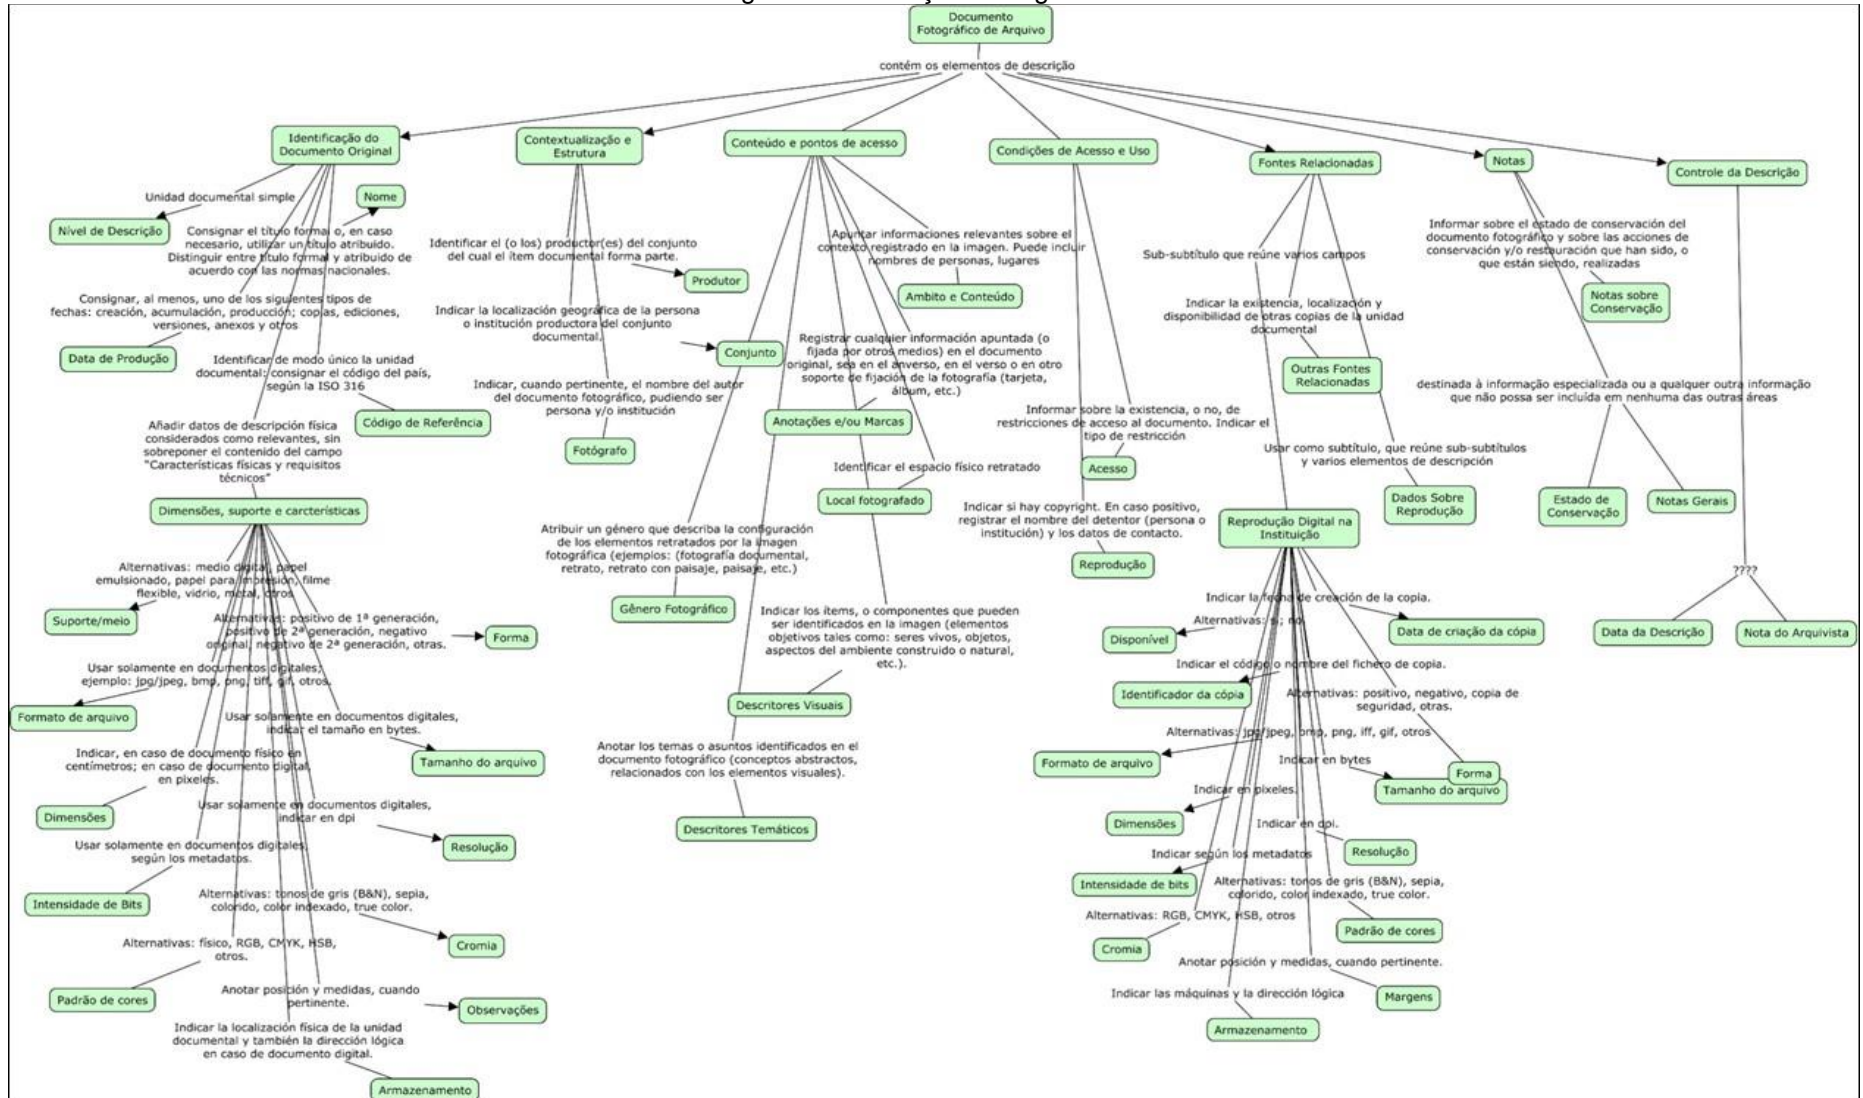 Documento
Fotográfico de Arquivo
contém os elementos de descrição
Identificação do
Documento Original
Contextualização e
Estrutura
Conteúdo e pontos de acesso
Condições de Acesso e Uso
Fontes Relacionadas
Notas
Controle da Descrição
Unidad documental simple
Nome
Nível de Descrição
Consignar el título formal o, en caso
necesario, utilizar un título atribuido.
Distinguir entre título formal y atribuido de
acuerdo con las normas nacionales.
Consignar, al menos, uno de los siguientes tipos de
fechas: creación, acumulación, producción; copias, ediciones,
versiones, anexos y otros
Data de Produção
Identificar de modo único la unidad
documental: consignar el código del país,
según la ISO 316
Código de Referência
Añadir datos de descripción física
considerados como relevantes, sin
sobreponer el contenido del campo
"Características físicas y requisitos
técnicos"
Dimensões, suporte e carcterísticas
Alternativas: medio digital, papel
emulsionado, papel para impresión, filme
flexible, vidrio, metal, otros
Suporte/meio
Alternativas: positivo de 1ª generación,
positivo de 2ª generación, negativo
original, negativo de 2ª generación, otras.
Forma
Usar solamente en documentos digitales;
ejemplo: jpg/jpeg, bmp, png, tiff, gif, otros.
Formato de arquivo
Usar solamente en documentos digitales,
indicar el tamaño en bytes.
Tamanho do arquivo
Indicar, en caso de documento físico en
centímetros; en caso de documento digital,
en pixeles.
Dimensões
Usar solamente en documentos digitales,
indicar en dpi
Resolução
Usar solamente en documentos digitales,
según los metadatos.
Intensidade de Bits
Alternativas: tonos de gris (B&N), sepia,
colorido, color indexado, true color.
Cromia
Alternativas: físico, RGB, CMYK, HSB,
otros.
Padrão de cores
Anotar posición y medidas, cuando
pertinente.
Observações
Indicar la localización física de la unidad
documental y también la dirección lógica
en caso de documento digital.
Armazenamento
Identificar el (o los) productor(es) del conjunto
del cual el ítem documental forma parte.
Produtor
Indicar la localización geográfica de la persona
o institución productora del conjunto
documental.
Conjunto
Indicar, cuando pertinente, el nombre del autor
del documento fotográfico, pudiendo ser
persona y/o institución
Fotógrafo
Apuntar informaciones relevantes sobre el
contexto registrado en la imagen. Puede incluir
nombres de personas, lugares
Ambito e Conteúdo
Registrar cualquier información apuntada (o
fijada por otros medios) en el documento
original, sea en el anverso, en el verso o en otro
soporte de fijación de la fotografía (tarjeta,
álbum, etc.)
Anotações e/ou Marcas
Identificar el espacio físico retratado
Local fotografado
Atribuir un género que describa la configuración
de los elementos retratados por la imagen
fotográfica (ejemplos: (fotografía documental,
retrato, retrato con paisaje, paisaje, etc.)
Gênero Fotográfico
Indicar los ítems, o componentes que pueden
ser identificados en la imagen (elementos
objetivos tales como: seres vivos, objetos,
aspectos del ambiente construido o natural,
etc.).
Descritores Visuais
Anotar los temas o asuntos identificados en el
documento fotográfico (conceptos abstractos,
relacionados con los elementos visuales).
Descritores Temáticos
Informar sobre la existencia, o no, de
restricciones de acceso al documento. Indicar el
tipo de restricción
Acesso
Indicar si hay copyright. En caso positivo,
registrar el nombre del detentor (persona o
institución) y los datos de contacto.
Reprodução
Sub-subtítulo que reúne varios campos
Indicar la existencia, localización y
disponibilidad de otras copias de la unidad
documental
Outras Fontes
Relacionadas
Usar como subtítulo, que reúne sub-subtítulos
y varios elementos de descripción
Dados Sobre
Reprodução
Reprodução Digital na
Instituição
Indicar la fecha de creación de la copia.
Data de criação da cópia
Alternativas: si; no
Disponível
Indicar el código o nombre del fichero de copia.
Identificador da cópia
Alternativas: positivo, negativo, copia de
seguridad, otras.
Alternativas: jpg/jpeg, bmp, png, iff, gif, otros
Formato de arquivo
Indicar en bytes
Forma
Tamanho do arquivo
Indicar en pixeles.
Dimensões
Indicar en dpi.
Resolução
Indicar según los metadatos
Intensidade de bits
Alternativas: tonos de gris (B&N), sepia,
colorido, color indexado, true color.
Padrão de cores
Alternativas: RGB, CMYK, HSB, otros
Cromia
Anotar posición y medidas, cuando pertinente.
Margens
Indicar las máquinas y la dirección lógica
Armazenamento
Informar sobre el estado de conservación del
documento fotográfico y sobre las acciones de
conservación y/o restauración que han sido, o
que están siendo, realizadas
Notas sobre
Conservação
destinada à informação especializada ou a qualquer outra informação
que não possa ser incluída em nenhuma das outras áreas
Estado de
Conservação
Notas Gerais
????
Data da Descrição
Nota do Arquivista